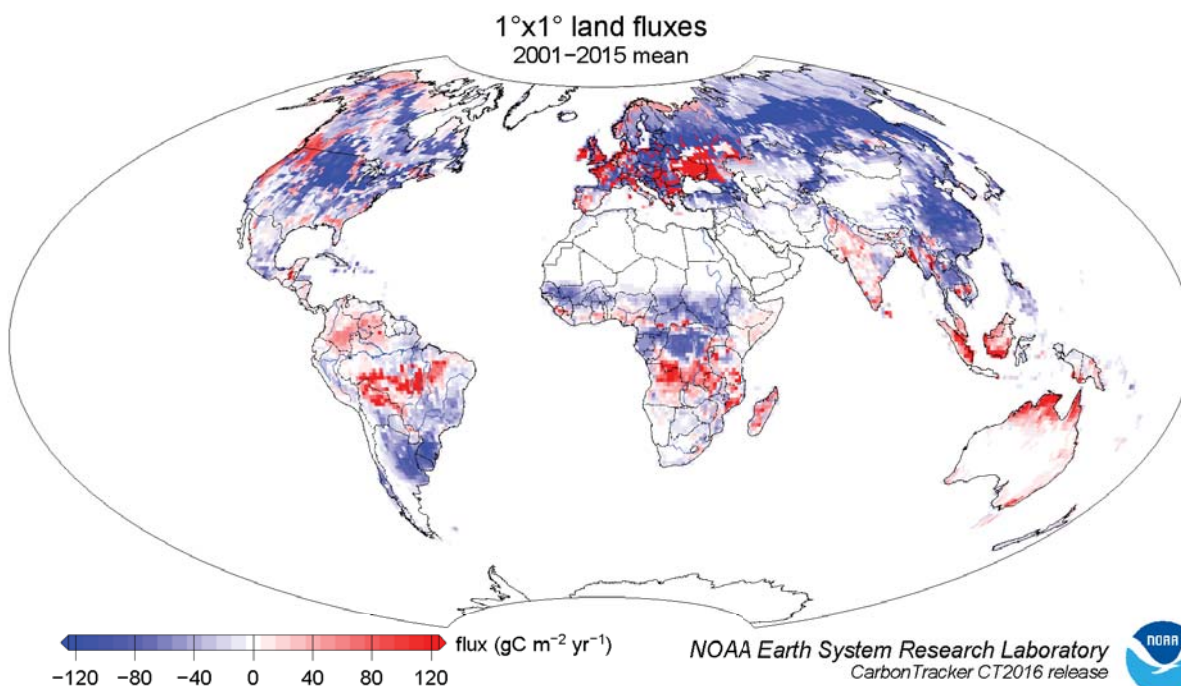 1°x1° land fluxes
2001−2015 mean
flux (gC m⁻² yr⁻¹)
−120 −80 −40 0 40 80 120
NOAA Earth System Research Laboratory
CarbonTracker CT2016 release
NOAA